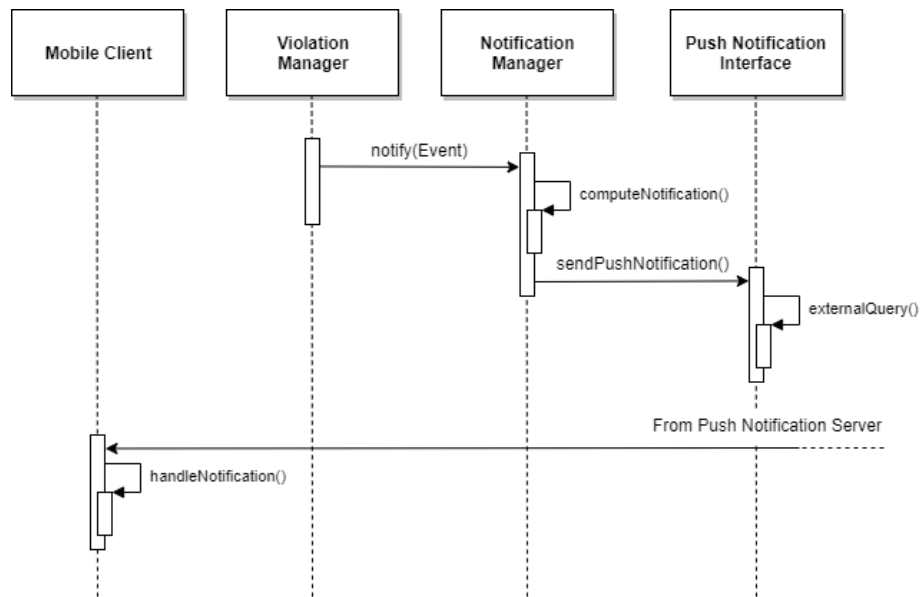 Mobile Client
Violation
Manager
Notification
Manager
Push Notification
Interface
notify(Event)
computeNotification()
sendPushNotification()
externalQuery()
From Push Notification Server
handleNotification()